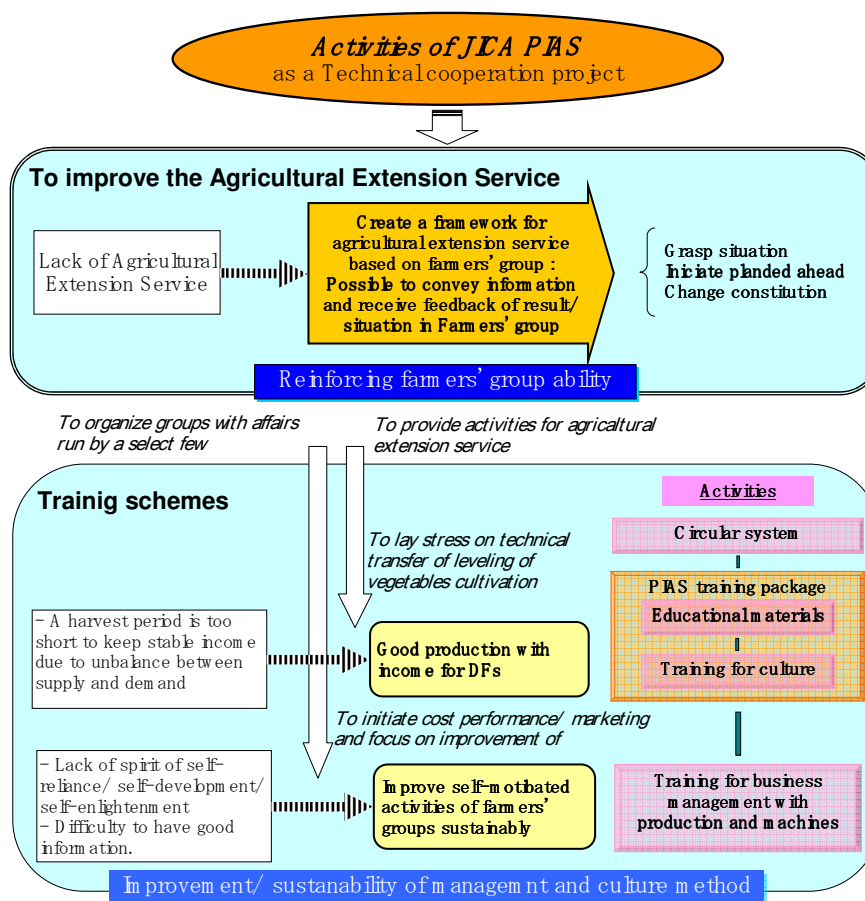 Activities of JICA PIAS
as a Technical cooperation project
To improve the Agricultural Extension Service
Lack of Agricultural
Extension Service
Create a framework for
agricultural extension service
based on farmers' group :
Possible to convey information
and receive feedback of result/
situation in Farmers' group
Grasp situation
Iniciate planded ahead
Change constitution
Reinforcing farmers' group ability
To organize groups with affairs
run by a select few
To provide activities for agricaltural
extension service
Trainig schemes
Activities
Circular system
To lay stress on technical
transfer of leveling of
vegetables cultivation
PIAS training package
Educational materials
Training for culture
- A harvest period is too
short to keep stable income
due to unbalance between
supply and demand
Good production with
income for DFs
To initiate cost performance/ marketing
and focus on improvement of
- Lack of spirit of self-
reliance/ self-development/
self-enlightenment
- Difficulty to have good
information.
Improve self-motibated
activities of farmers'
groups sustainably
Training for business
management with
production and machines
Improvement/ sustanability of managemnt and culture method